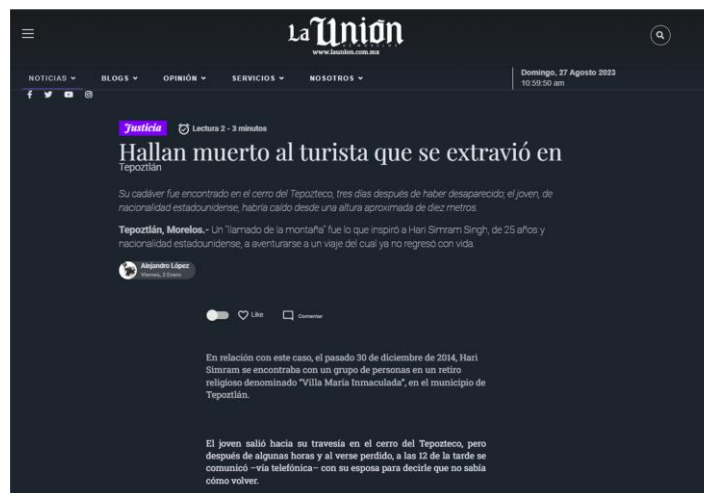 La Unión
DE MORELOS
www.launion.com.mx
NOTICIAS BLOGS OPINIÓN SERVICIOS NOSOTROS
Domingo, 27 Agosto 2023
10:59:50 am
Justicia Lectura 2 - 3 minutos
Hallan muerto al turista que se extravió en
Tepoztlán
Su cadáver fue encontrado en el cerro del Tepozteco, tres días después de haber desaparecido; el joven, de
nacionalidad estadounidense, habría caído desde una altura aproximada de diez metros.
Tepoztlán, Morelos.- Un "llamado de la montaña" fue lo que inspiró a Hari Simram Singh, de 25 años y
nacionalidad estadounidense, a aventurarse a un viaje del cual ya no regresó con vida.
Alejandro López
Viernes, 2 Enero
Like Comentar
En relación con este caso, el pasado 30 de diciembre de 2014, Hari
Simram se encontraba con un grupo de personas en un retiro
religioso denominado "Villa María Inmaculada", en el municipio de
Tepoztlán.
El joven salió hacia su travesía en el cerro del Tepozteco, pero
después de algunas horas y al verse perdido, a las 12 de la tarde se
comunicó –vía telefónica– con su esposa para decirle que no sabía
cómo volver.